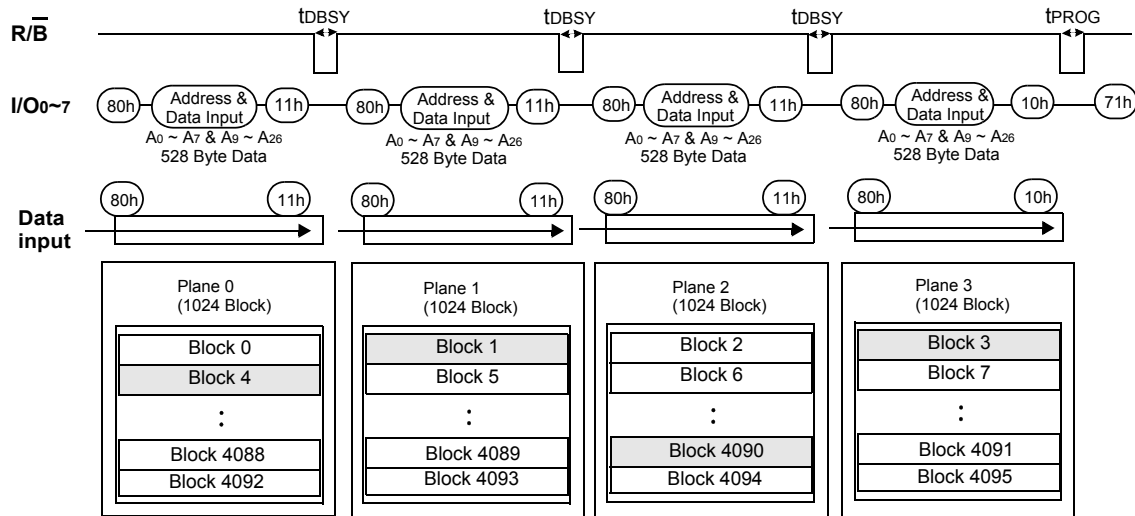 tDBSY tDBSY tDBSY tPROG
R/B
I/O0~7 80h Address & Data Input 11h 80h Address & Data Input 11h 80h Address & Data Input 11h 80h Address & Data Input 10h 71h
A0 ~ A7 & A9 ~ A26 A0 ~ A7 & A9 ~ A26 A0 ~ A7 & A9 ~ A26 A0 ~ A7 & A9 ~ A26
528 Byte Data 528 Byte Data 528 Byte Data 528 Byte Data
80h 11h 80h 11h 80h 11h 80h 10h
Data
input
Plane 0 Plane 1 Plane 2 Plane 3
(1024 Block) (1024 Block) (1024 Block) (1024 Block)
Block 0 Block 1 Block 2 Block 3
Block 4 Block 5 Block 6 Block 7
: : : :
Block 4088 Block 4089 Block 4090 Block 4091
Block 4092 Block 4093 Block 4094 Block 4095